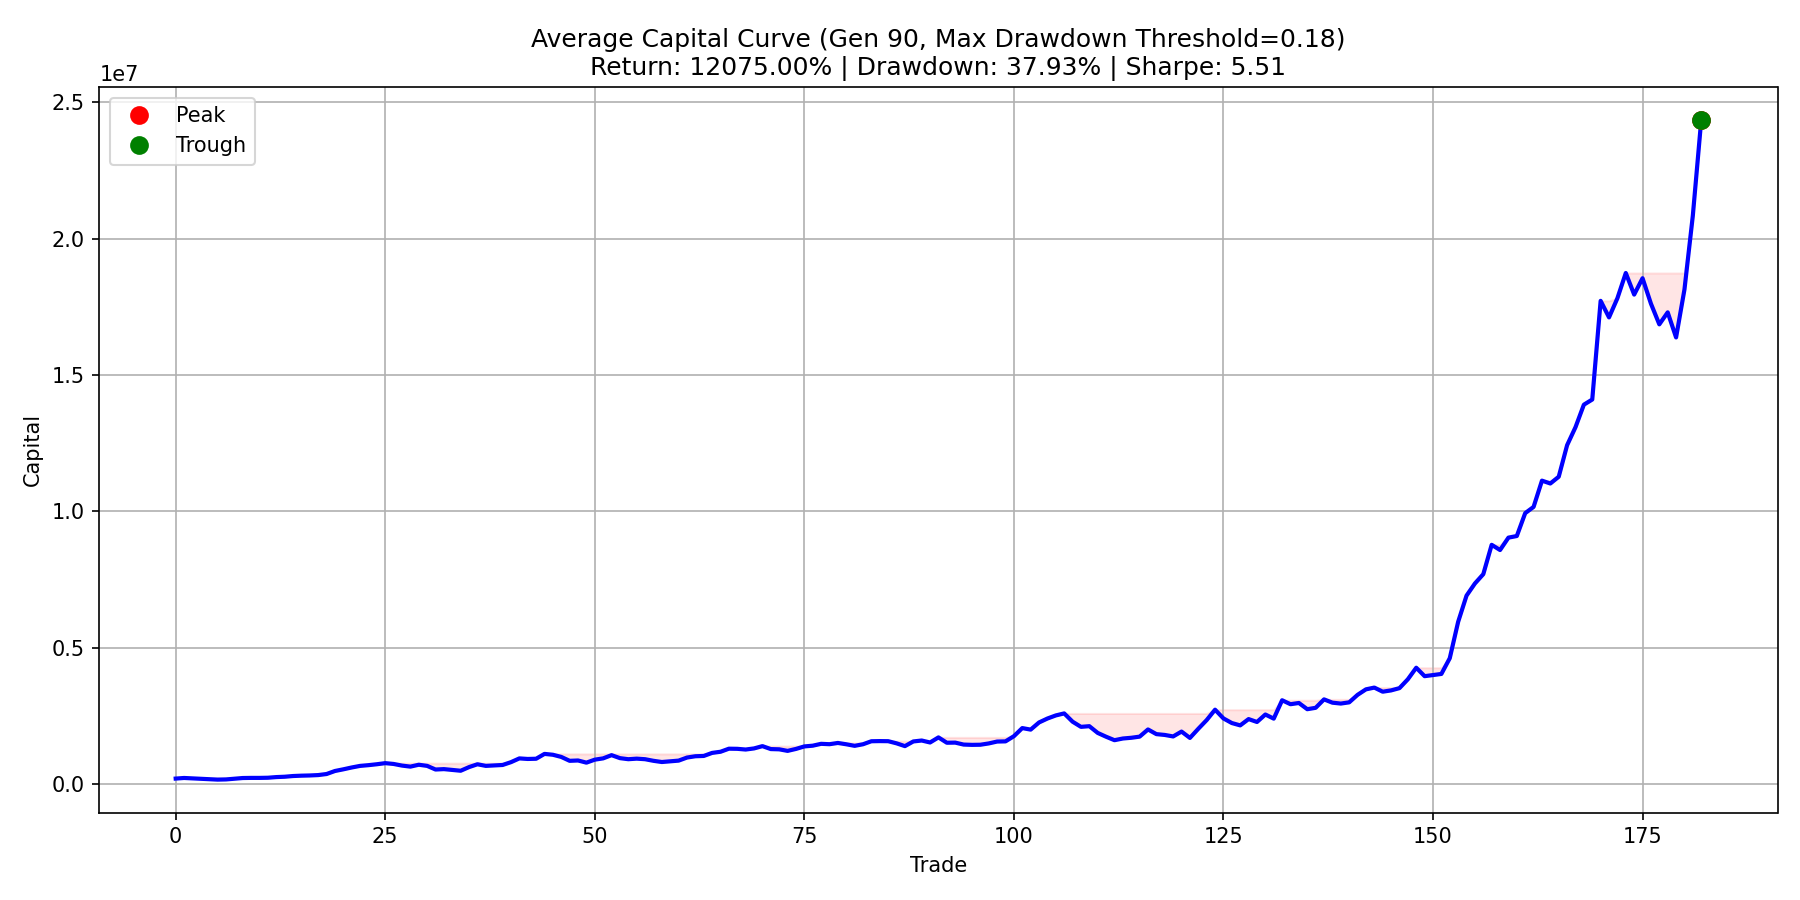 Average Capital Curve (Gen 90, Max Drawdown Threshold=0.18)
Return: 12075.00% | Drawdown: 37.93% | Sharpe: 5.51
1e7
Peak
Trough
2.5
2.0
1.5
1.0
0.5
0.0
Capital
0 25 50 75 100 125 150 175
Trade